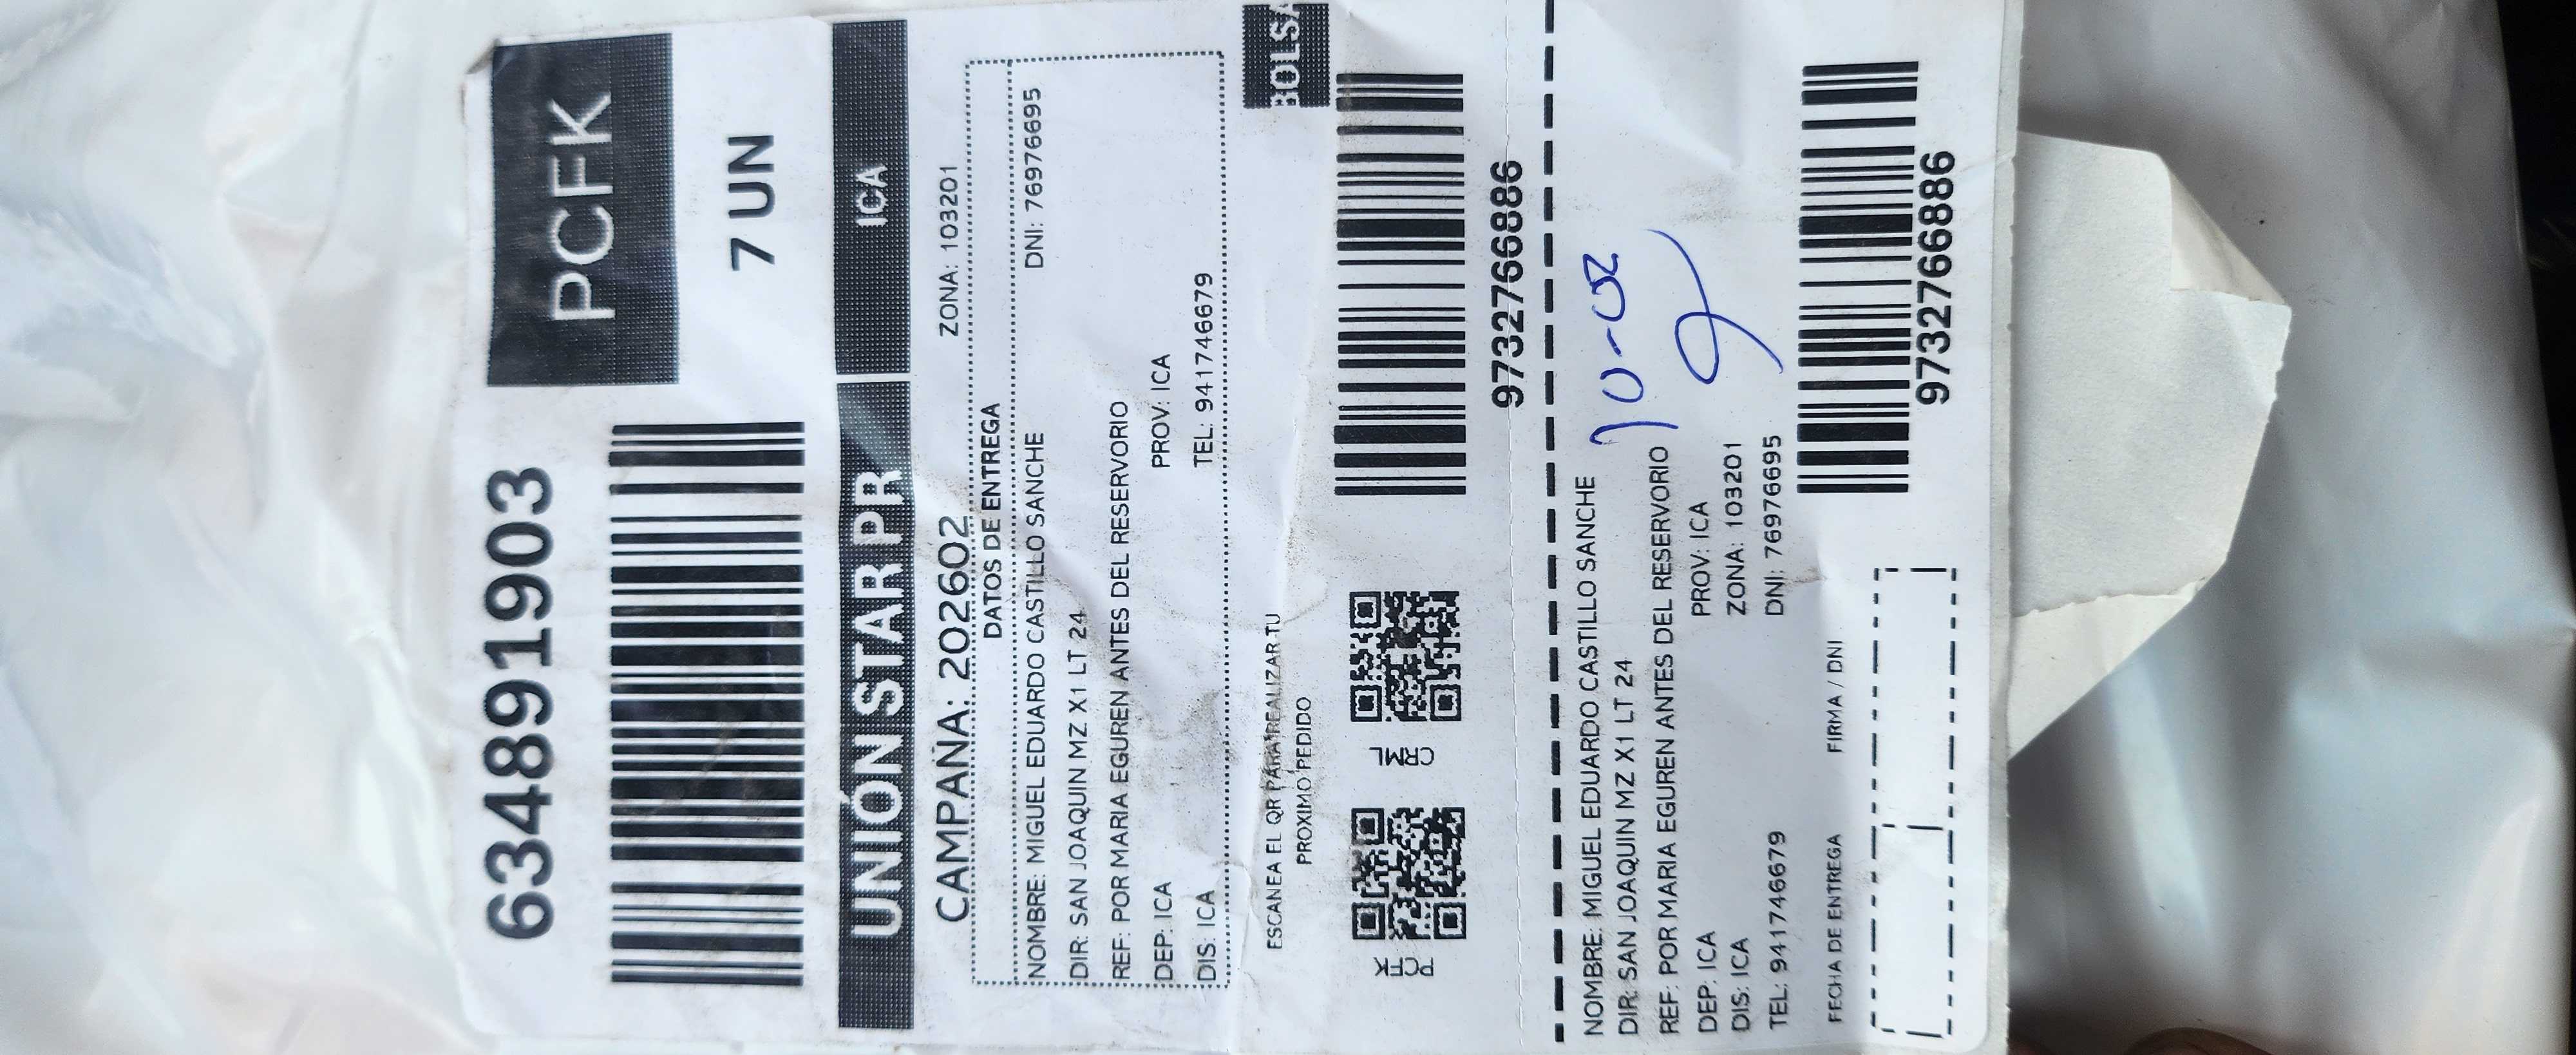 634891903
PCFK
7 UN
UNIÓN STAR PR ICA
CAMPAÑA: 202602 ZONA: 103201
DATOS DE ENTREGA
NOMBRE: MIGUEL EDUARDO CASTILLO SANCHE DNI: 76976695
DIR: SAN JOAQUIN MZ X1 LT 24
REF: POR MARIA EGUREN ANTES DEL RESERVORIO
DEP: ICA PROV: ICA
DIS: ICA TEL: 941746679
ESCANEA EL QR PARA REALIZAR TU
PROXIMO PEDIDO
BOLSA
PCFK
CRML
9732766886
NOMBRE: MIGUEL EDUARDO CASTILLO SANCHE
DIR: SAN JOAQUIN MZ X1 LT 24
REF: POR MARIA EGUREN ANTES DEL RESERVORIO
DEP: ICA PROV: ICA
DIS: ICA ZONA: 103201
TEL: 941746679 DNI: 76976695
FECHA DE ENTREGA FIRMA / DNI
9732766886